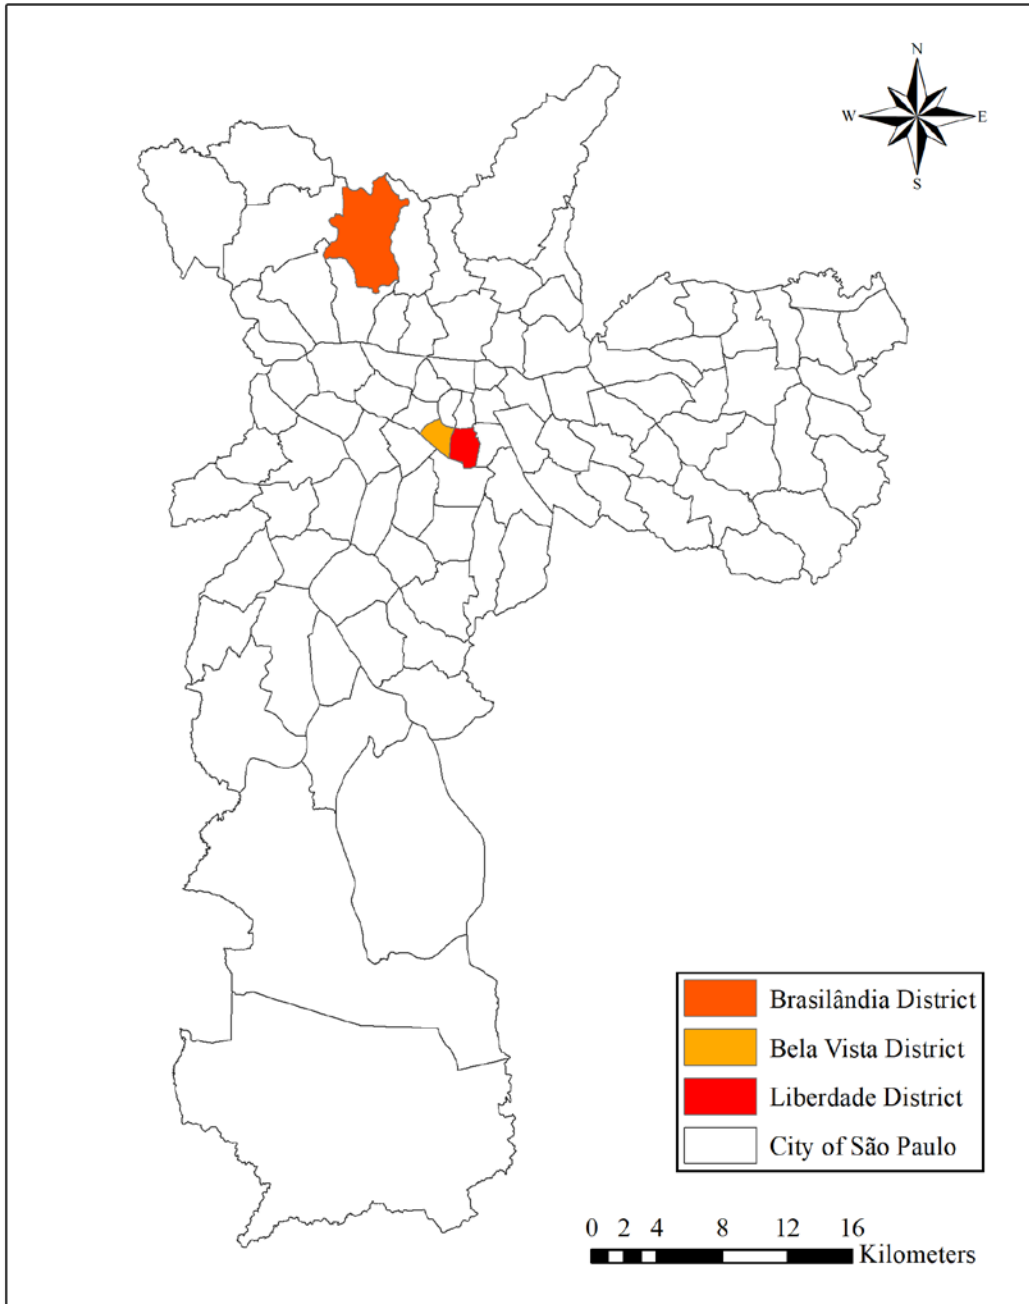 N
W E
S
Brasilândia District
Bela Vista District
Liberdade District
City of São Paulo
0 2 4 8 12 16
Kilometers